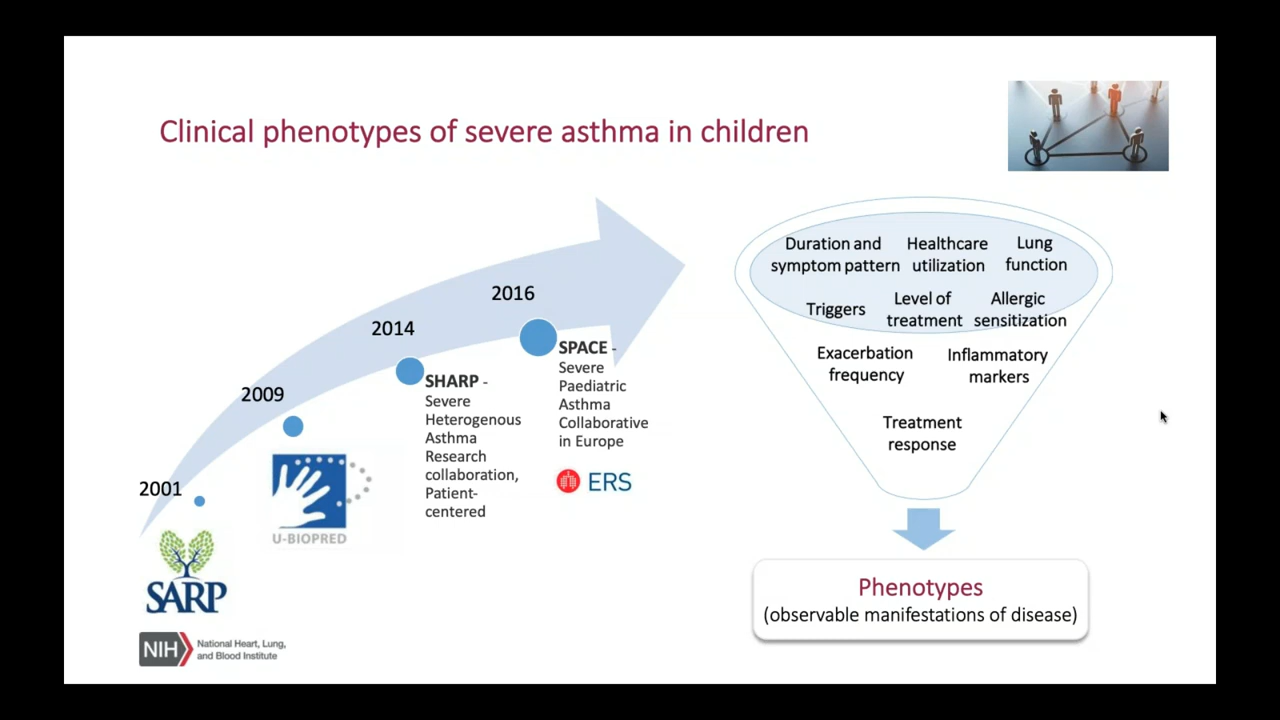 Clinical phenotypes of severe asthma in children
2001
SARP
NIH
National Heart, Lung,
and Blood Institute
2009
U-BIOPRED
2014
SHARP -
Severe
Heterogenous
Asthma
Research
collaboration,
Patient-
centered
2016
SPACE -
Severe
Paediatric
Asthma
Collaborative
in Europe
ERS
Duration and
symptom pattern
Healthcare
utilization
Lung
function
Triggers
Level of
treatment
Allergic
sensitization
Exacerbation
frequency
Inflammatory
markers
Treatment
response
Phenotypes
(observable manifestations of disease)